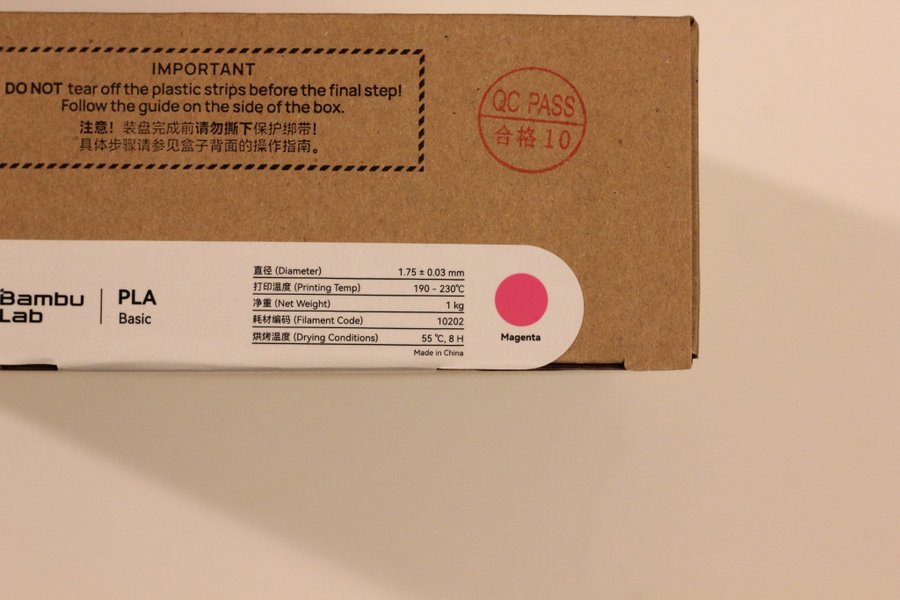 IMPORTANT
DO NOT tear off the plastic strips before the final step!
Follow the guide on the side of the box.
注意！装盘完成前请勿撕下保护绑带！
具体步骤请参见盒子背面的操作指南。
QC PASS
合格 10
Bambu
Lab
PLA
Basic
直径 (Diameter) 1.75 ± 0.03 mm
打印温度 (Printing Temp) 190 - 230℃
净重 (Net Weight) 1 kg
耗材编码 (Filament Code) 10202
烘烤温度 (Drying Conditions) 55 ℃, 8 H
Made in China
Magenta